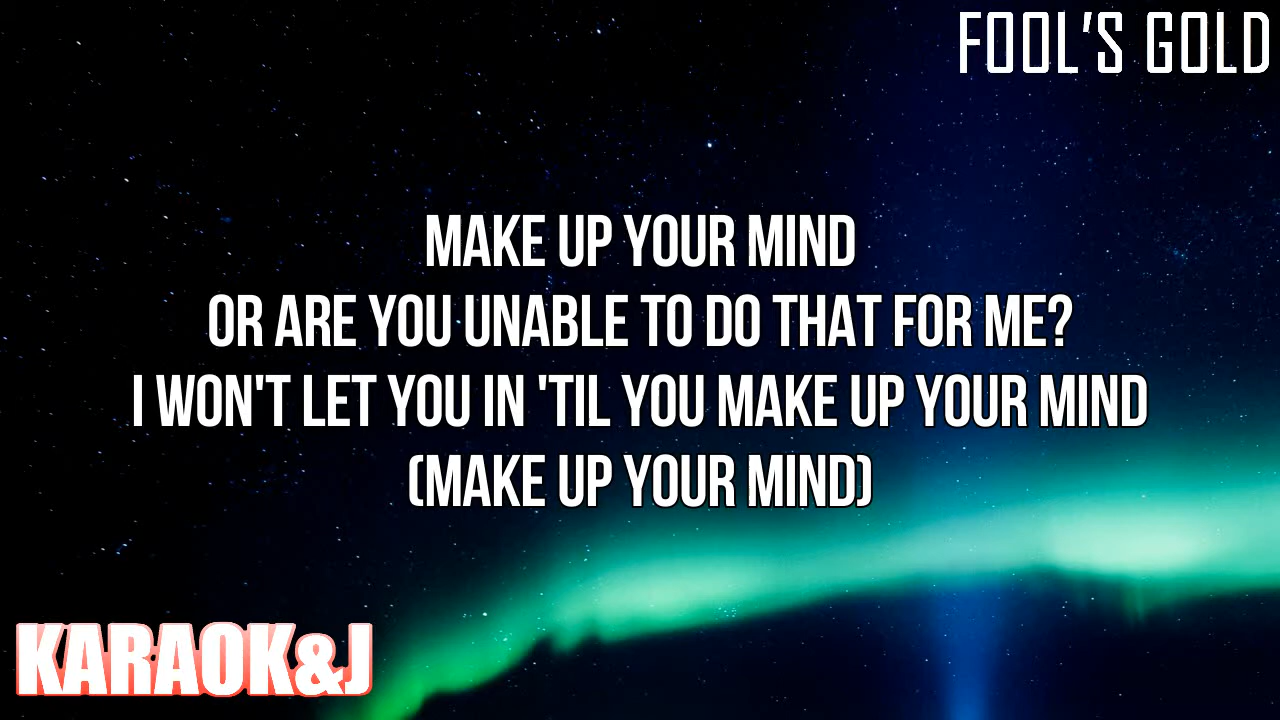 FOOL'S GOLD
MAKE UP YOUR MIND
OR ARE YOU UNABLE TO DO THAT FOR ME?
I WON'T LET YOU IN 'TIL YOU MAKE UP YOUR MIND
(MAKE UP YOUR MIND)
KARAOK&J